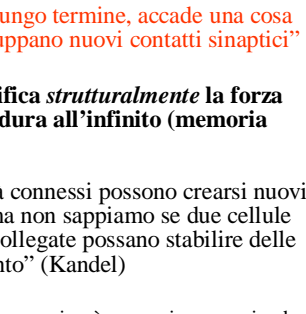 ungo termine, accade una cosa
uppano nuovi contatti sinaptici”
ifica strutturalmente la forza
dura all’infinito (memoria
a connessi possono crearsi nuovi
na non sappiamo se due cellule
ollegate possano stabilire delle
nto” (Kandel)